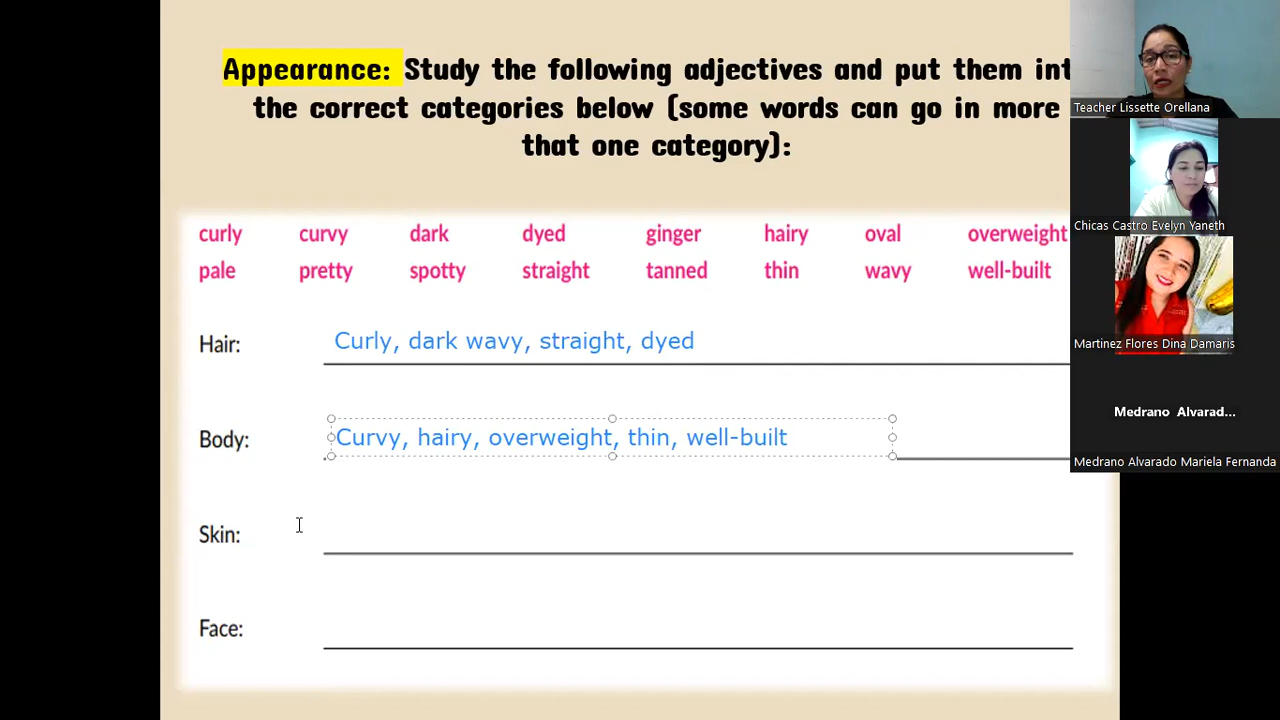 Appearance: Study the following adjectives and put them int
the correct categories below (some words can go in more
that one category):
curly curvy dark dyed ginger hairy oval overweight
pale pretty spotty straight tanned thin wavy well-built
Hair: Curly, dark wavy, straight, dyed
Body: Curvy, hairy, overweight, thin, well-built
Skin:
Face:
Teacher Lissette Orellana
Chicas Castro Evelyn Yaneth
Martinez Flores Dina Damaris
Medrano Alvarad...
Medrano Alvarado Mariela Fernanda